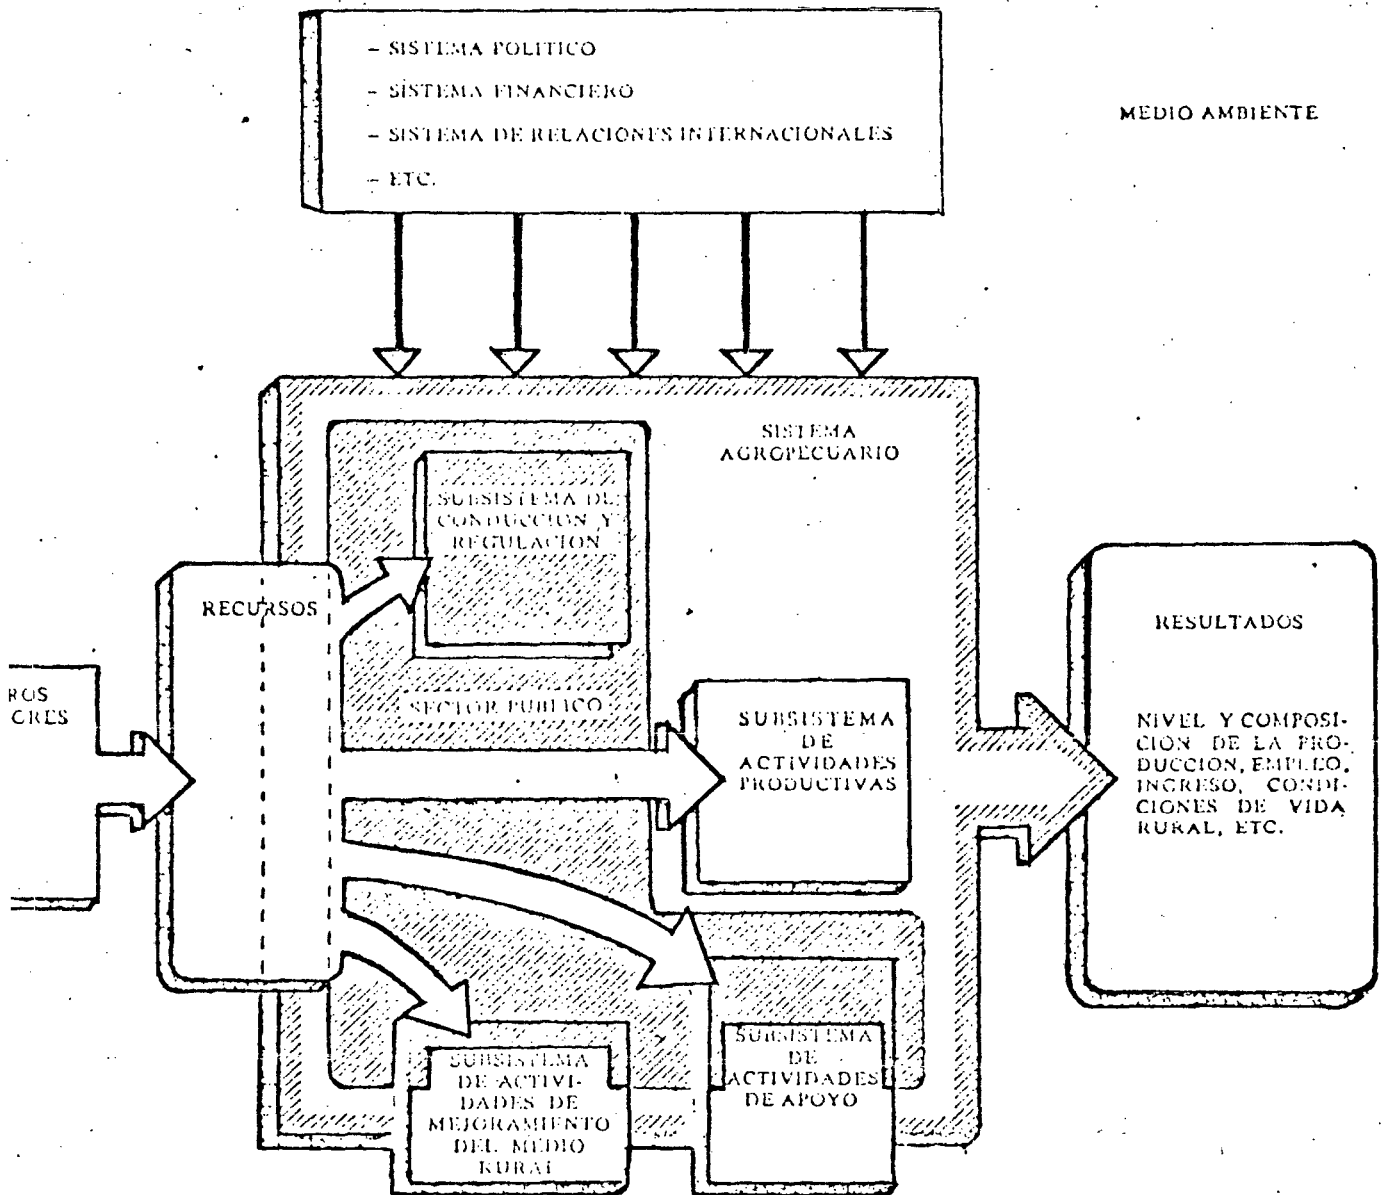 - SISTEMA POLITICO
- SISTEMA FINANCIERO
- SISTEMA DE RELACIONES INTERNACIONALES
- ETC.
MEDIO AMBIENTE
SISTEMA
AGROPECUARIO
SUBSISTEMA DE
CONDUCCION Y
REGULACION
RECURSOS
SECTOR PUBLICO
ROS
ORES
SUBSISTEMA
DE
ACTIVIDADES
PRODUCTIVAS
RESULTADOS
NIVEL Y COMPOSI-
CION DE LA PRO-
DUCCION, EMPLEO,
INGRESO, CONDI-
CIONES DE VIDA
RURAL, ETC.
SUBSISTEMA
DE ACTIVI-
DADES DE
MEJORAMIENTO
DEL MEDIO
RURAL
SUBSISTEMA
DE
ACTIVIDADES
DE APOYO